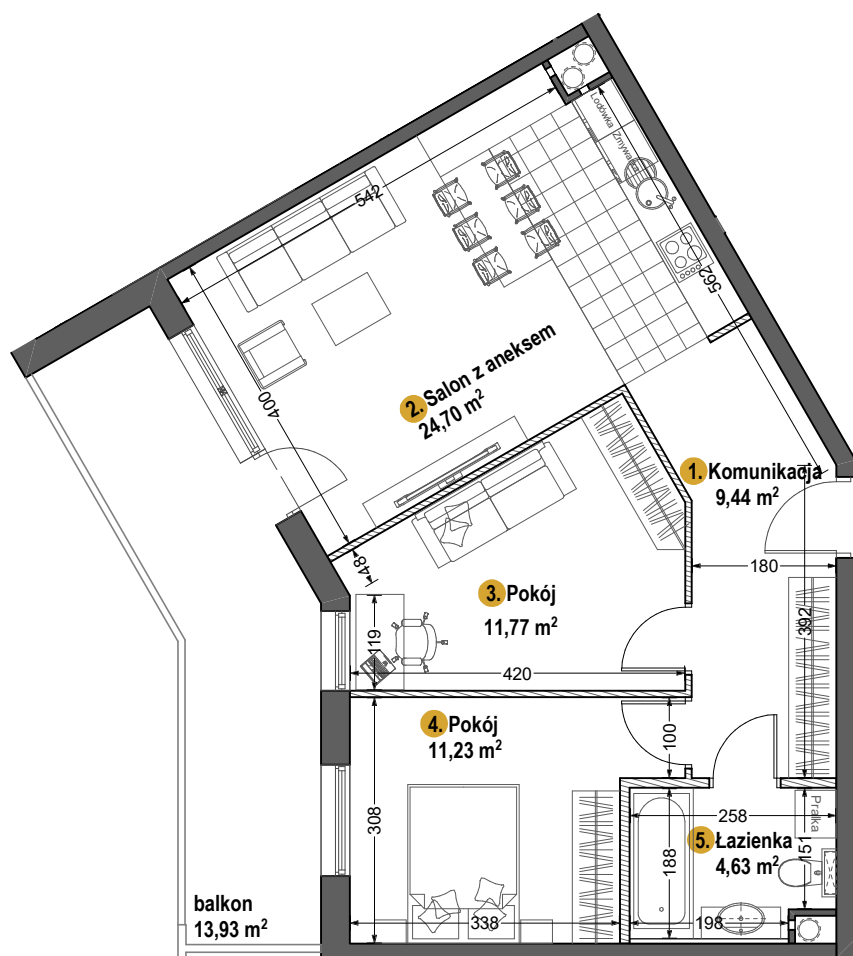 Lodówka
Zmywa
542
562
2. Salon z aneksem
24,70 m²
400
1. Komunikacja
9,44 m²
48
180
3. Pokój
11,77 m²
119
392
420
4. Pokój
11,23 m²
100
308
258
Pralka
5. Łazienka
4,63 m²
151
188
balkon
13,93 m²
338
198